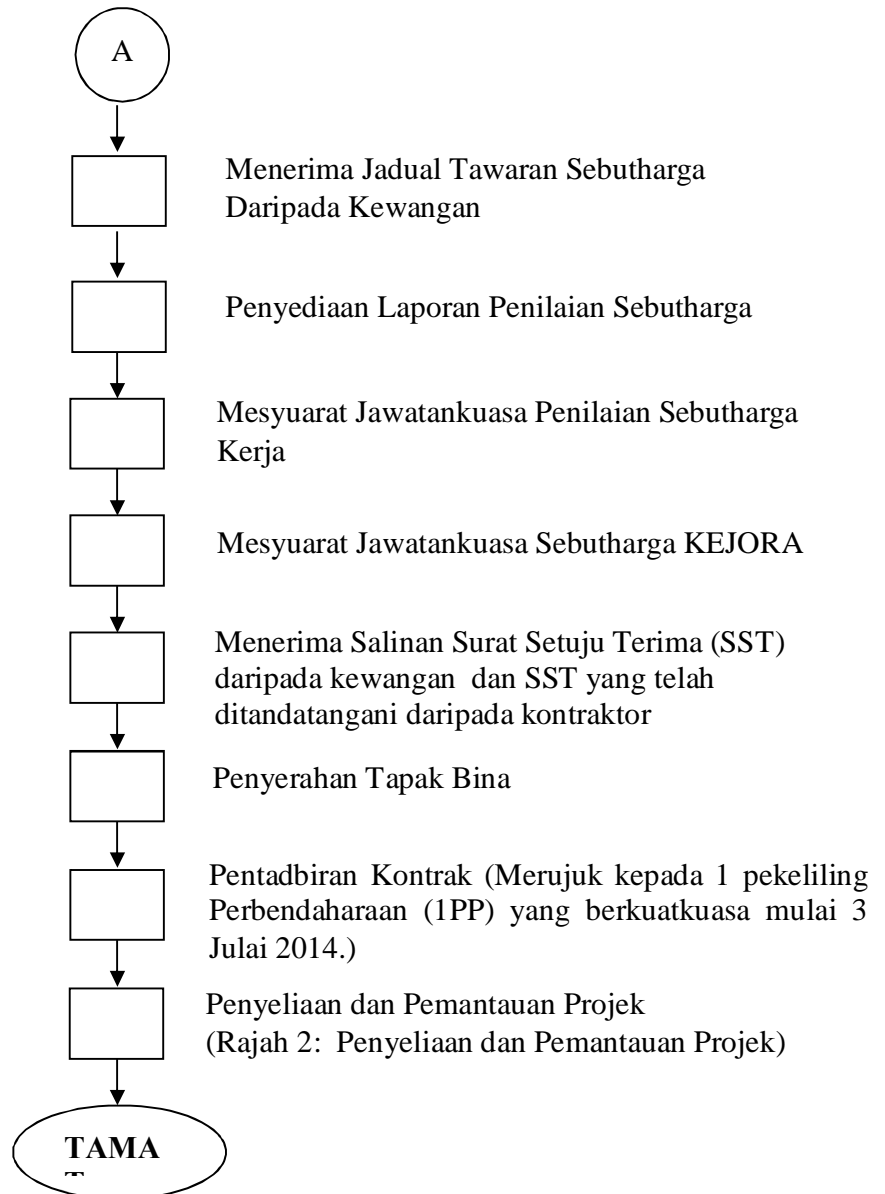 A
Menerima Jadual Tawaran Sebutharga
Daripada Kewangan
Penyediaan Laporan Penilaian Sebutharga
Mesyuarat Jawatankuasa Penilaian Sebutharga
Kerja
Mesyuarat Jawatankuasa Sebutharga KEJORA
Menerima Salinan Surat Setuju Terima (SST)
daripada kewangan dan SST yang telah
ditandatangani daripada kontraktor
Penyerahan Tapak Bina
Pentadbiran Kontrak (Merujuk kepada 1 pekeliling
Perbendaharaan (1PP) yang berkuatkuasa mulai 3
Julai 2014.)
Penyeliaan dan Pemantauan Projek
(Rajah 2: Penyeliaan dan Pemantauan Projek)
TAMA
T